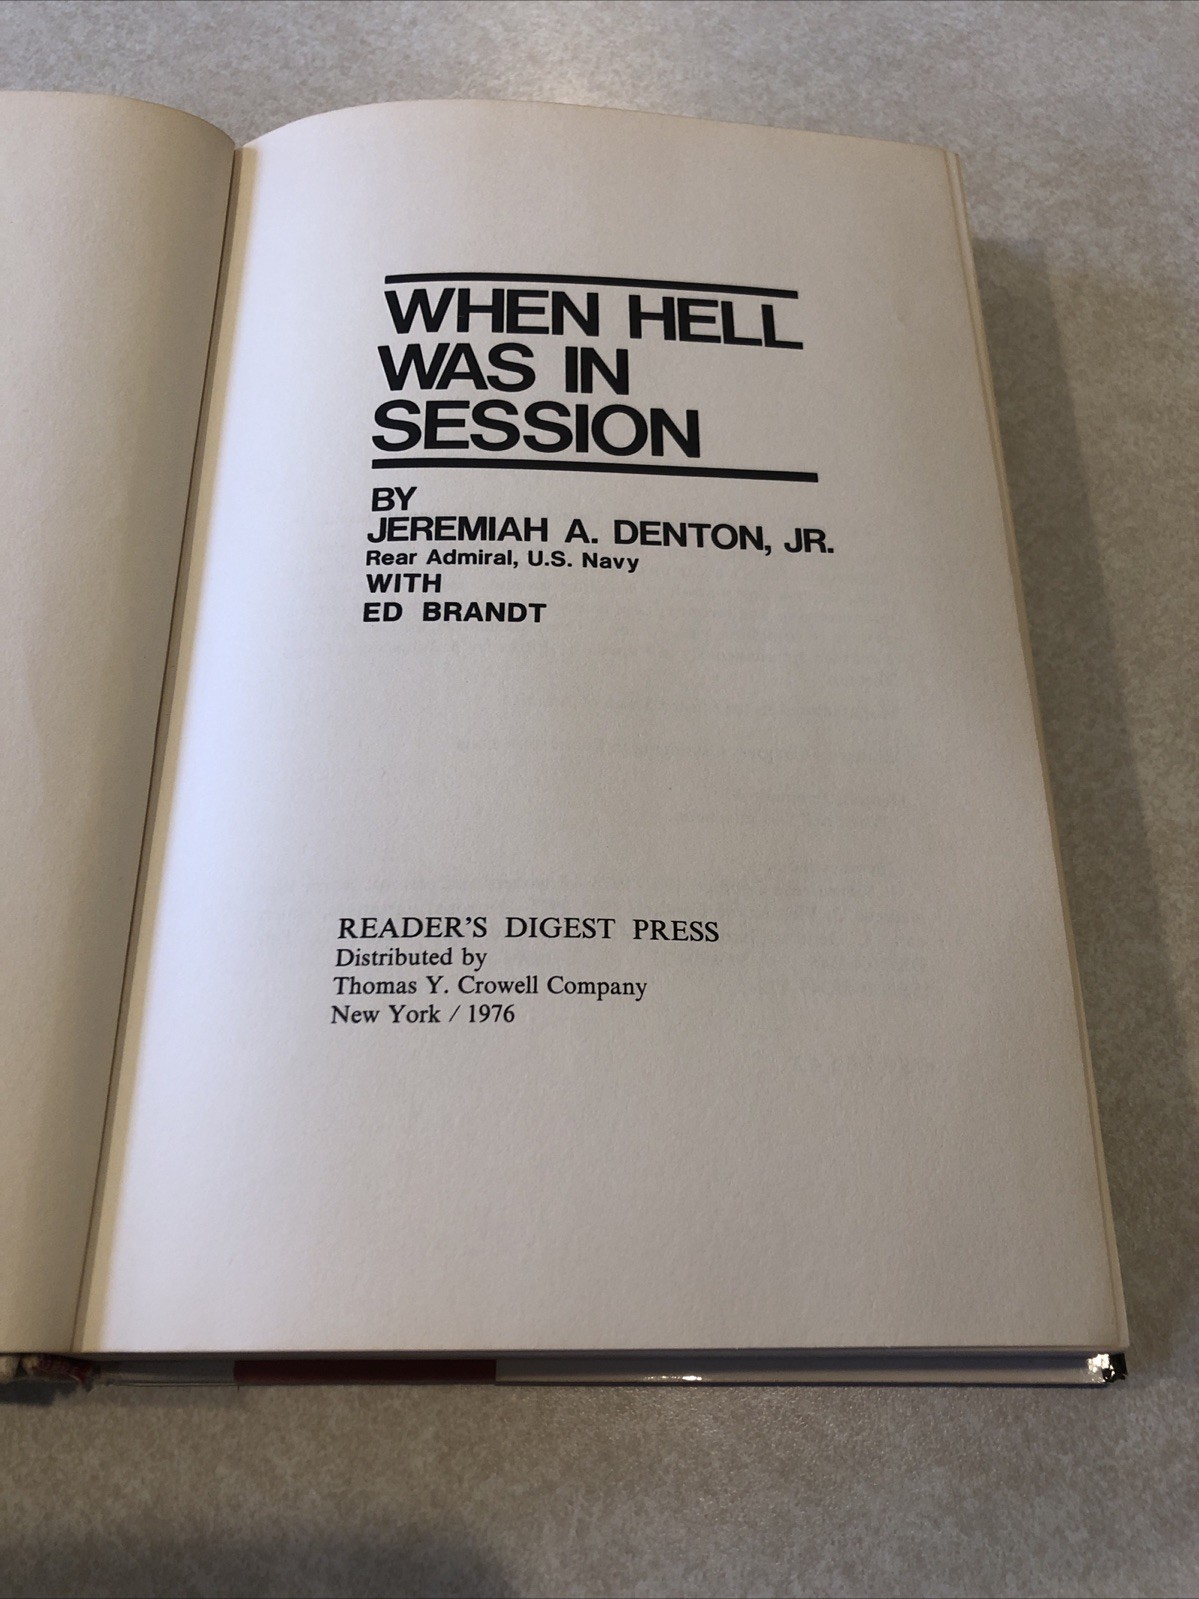 WHEN HELL
WAS IN
SESSION
BY
JEREMIAH A. DENTON, JR.
Rear Admiral, U.S. Navy
WITH
ED BRANDT
READER'S DIGEST PRESS
Distributed by
Thomas Y. Crowell Company
New York / 1976